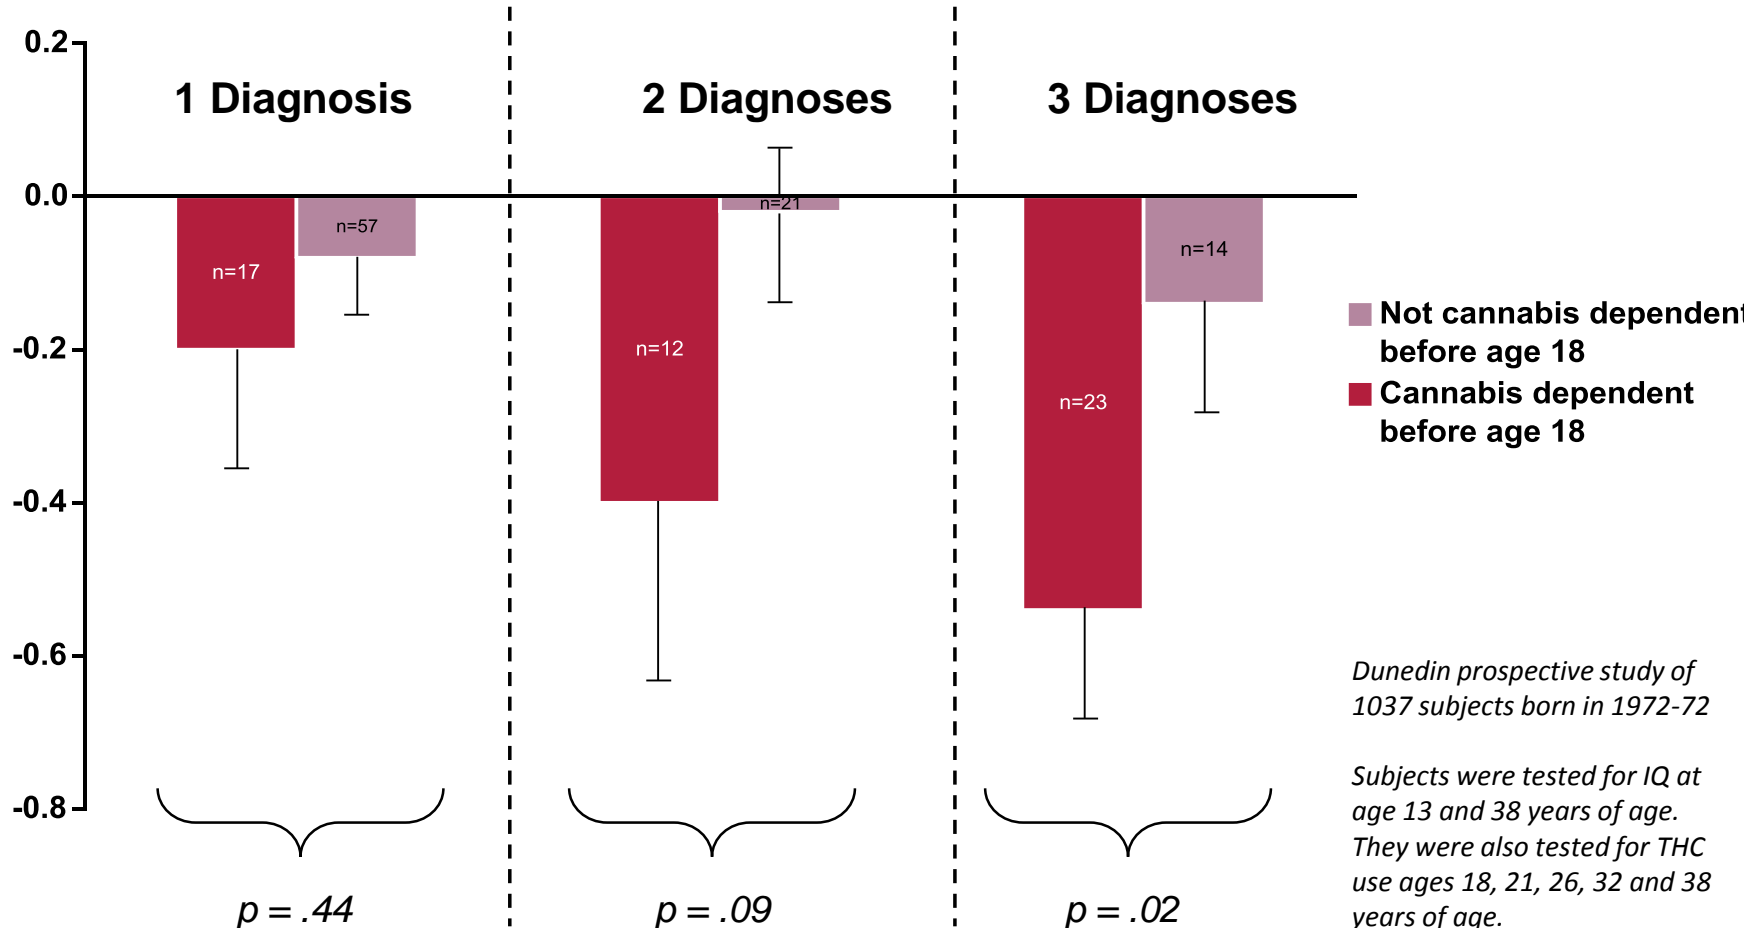 0.2
1 Diagnosis
2 Diagnoses
3 Diagnoses
0.0
n=57
n=21
n=14
n=17
n=12
n=23
-0.2
-0.4
-0.6
-0.8
Not cannabis dependent
before age 18
Cannabis dependent
before age 18
Dunedin prospective study of
1037 subjects born in 1972-72
Subjects were tested for IQ at
age 13 and 38 years of age.
They were also tested for THC
use ages 18, 21, 26, 32 and 38
years of age.
p = .44
p = .09
p = .02